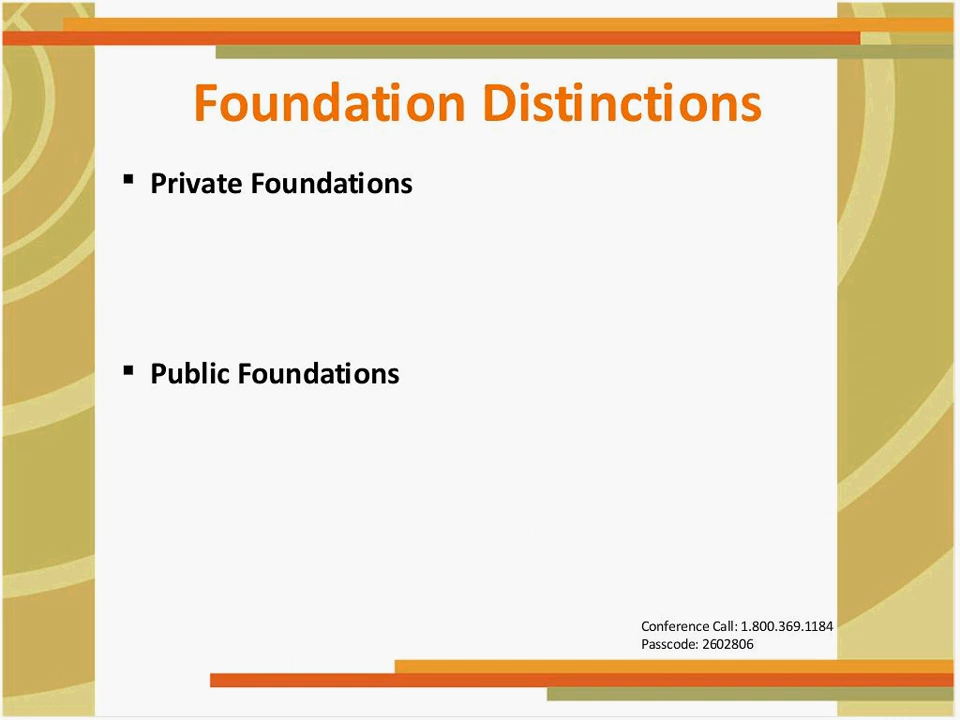 Foundation Distinctions
▪ Private Foundations
▪ Public Foundations
Conference Call: 1.800.369.1184
Passcode: 2602806